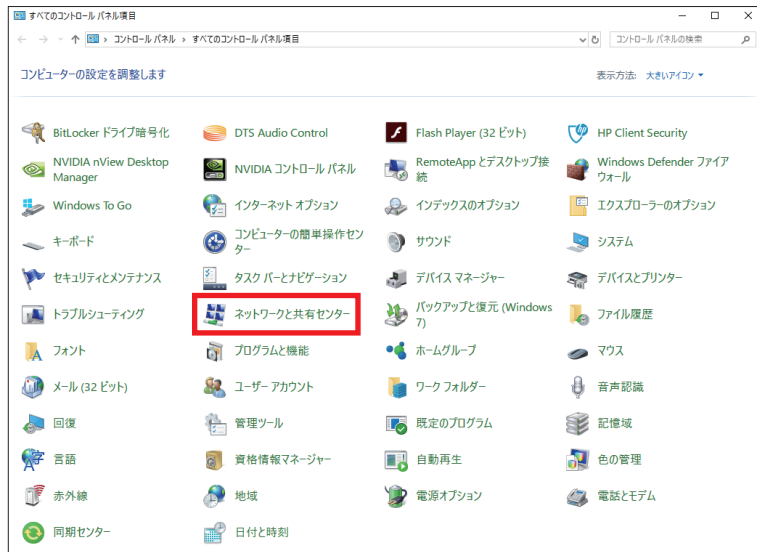 すべてのコントロール パネル項目
コントロール パネル › すべてのコントロール パネル項目
コントロール パネルの検索
コンピューターの設定を調整します
表示方法: 大きいアイコン
BitLocker ドライブ暗号化
DTS Audio Control
Flash Player (32 ビット)
HP Client Security
NVIDIA nView Desktop
Manager
NVIDIA コントロール パネル
RemoteApp とデスクトップ接
続
Windows Defender ファイア
ウォール
Windows To Go
インターネット オプション
インデックスのオプション
エクスプローラーのオプション
キーボード
コンピューターの簡単操作セン
ター
サウンド
システム
セキュリティとメンテナンス
タスク バーとナビゲーション
デバイス マネージャー
デバイスとプリンター
トラブルシューティング
ネットワークと共有センター
バックアップと復元 (Windows
7)
ファイル履歴
フォント
プログラムと機能
ホームグループ
マウス
メール (32 ビット)
ユーザー アカウント
ワーク フォルダー
音声認識
回復
管理ツール
既定のプログラム
記憶域
言語
資格情報マネージャー
自動再生
色の管理
赤外線
地域
電源オプション
電話とモデム
同期センター
日付と時刻